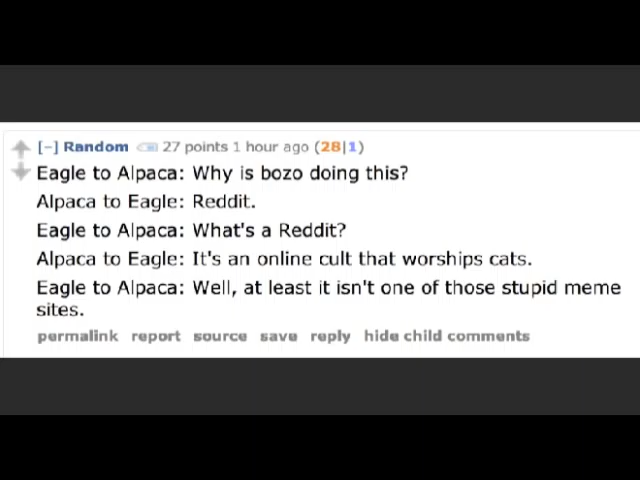 [–] Random 27 points 1 hour ago (28|1)
Eagle to Alpaca: Why is bozo doing this?
Alpaca to Eagle: Reddit.
Eagle to Alpaca: What's a Reddit?
Alpaca to Eagle: It's an online cult that worships cats.
Eagle to Alpaca: Well, at least it isn't one of those stupid meme
sites.
permalink report source save reply hide child comments